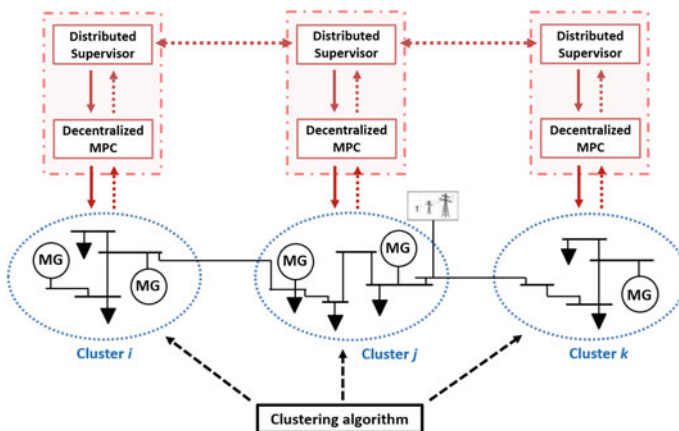 Distributed
Supervisor
Distributed
Supervisor
Distributed
Supervisor
Decentralized
MPC
Decentralized
MPC
Decentralized
MPC
MG
MG
MG
MG
MG
Cluster i
Cluster j
Cluster k
Clustering algorithm